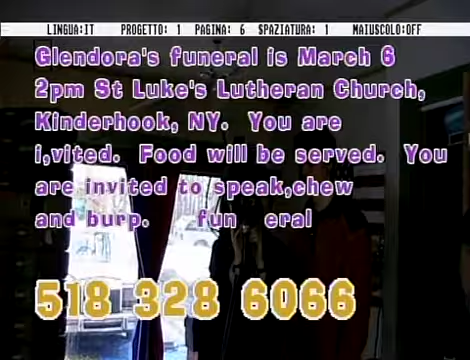 LINGUA:IT PROGETTO: 1 PAGINA: 6 SPAZIATURA: 1 MAIUSCOLO:OFF
Glendora's funeral is March 6
2pm St Luke's Lutheran Church,
Kinderhook, NY. You are
i,vited. Food will be served. You
are invited to speak,chew
and burp. fun eral
518 328 6066